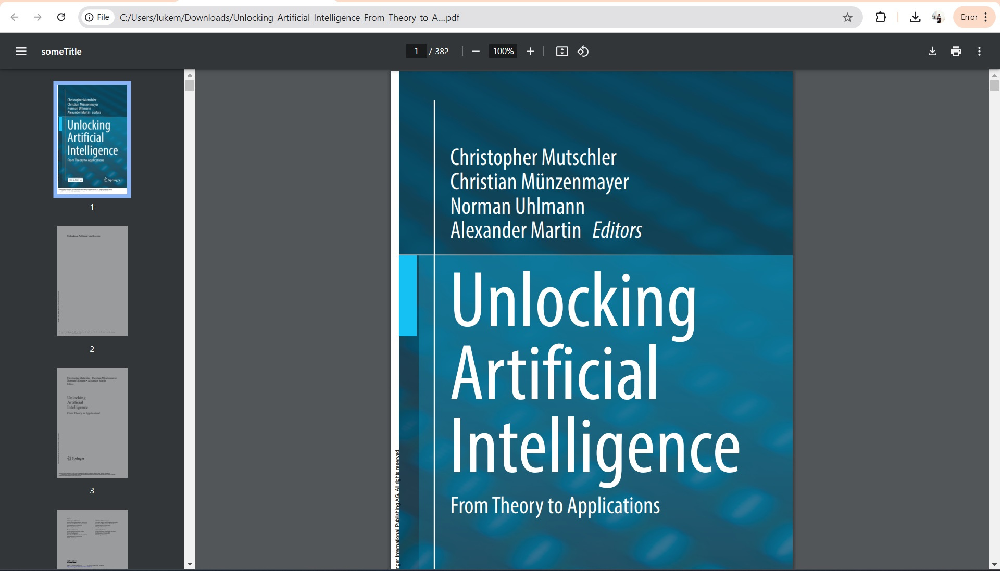 File
C:/Users/lukem/Downloads/Unlocking_Artificial_Intelligence_From_Theory_to_A....pdf
Error
someTitle
1 / 382
100%
Christopher Mutschler
Christian Münzenmayer
Norman Uhlmann
Alexander Martin Editors
Unlocking
Artificial
Intelligence
From Theory to Applications
OPEN ACCESS
Springer
1
Unlocking Artificial Intelligence
2
Christopher Mutschler • Christian Münzenmayer
Norman Uhlmann • Alexander Martin
Editors
Unlocking
Artificial
Intelligence
From Theory to Applications
Springer
3
Christopher Mutschler
Christian Münzenmayer
Norman Uhlmann
Alexander Martin Editors
Unlocking
Artificial
Intelligence
From Theory to Applications
nger International Publishing AG. All rights reserved.